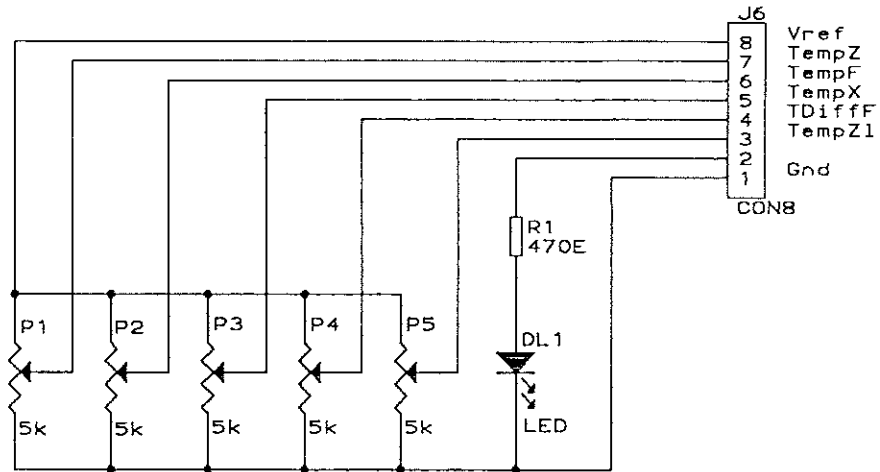 J6
8 Vref
7 TempZ
6 TempF
5 TempX
4 TDiffF
3 TempZ1
2
1 Gnd
CON8
R1
470E
P1 P2 P3 P4 P5 DL1
5k 5k 5k 5k 5k LED